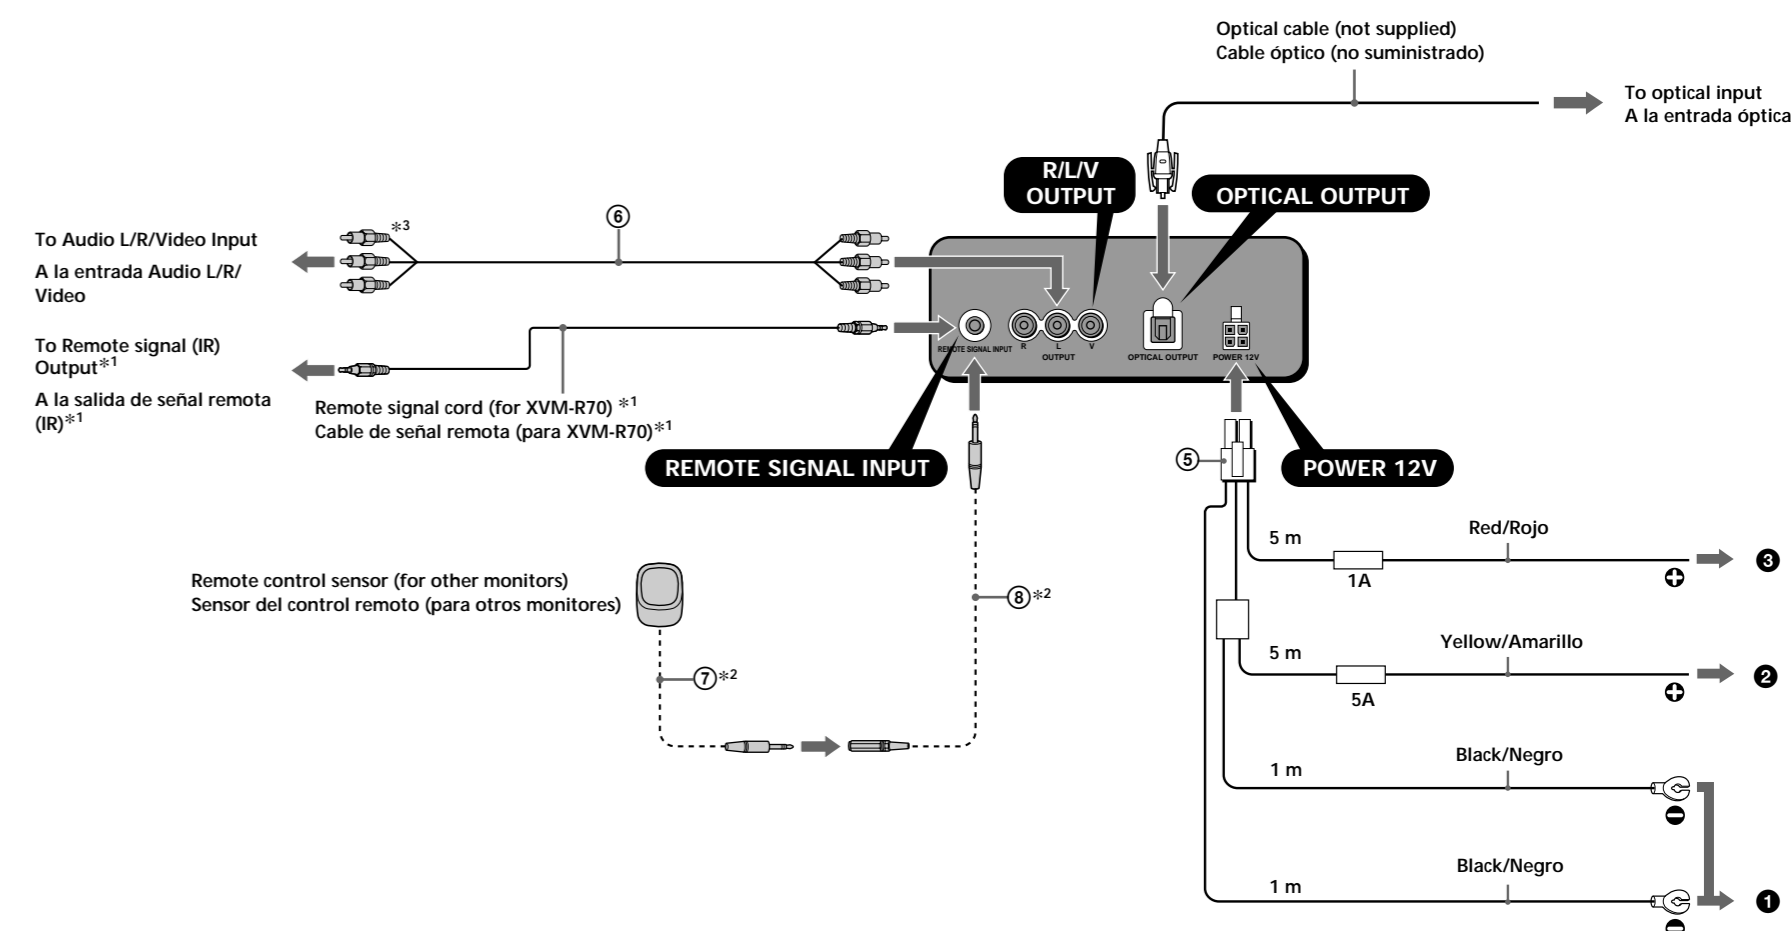 Optical cable (not supplied)
Cable óptico (no suministrado)
To optical input
A la entrada óptica
R/L/V
OUTPUT
OPTICAL OUTPUT
To Audio L/R/Video Input
A la entrada Audio L/R/
Video
*3
⑥
To Remote signal (IR)
Output*1
A la salida de señal remota
(IR)*1
Remote signal cord (for XVM-R70) *1
Cable de señal remota (para XVM-R70)*1
REMOTE SIGNAL INPUT
R
L
V
OUTPUT
OPTICAL OUTPUT
POWER 12V
REMOTE SIGNAL INPUT
⑤
POWER 12V
Remote control sensor (for other monitors)
Sensor del control remoto (para otros monitores)
⑦*2
⑧*2
5 m
1A
Red/Rojo
❸
5 m
5A
Yellow/Amarillo
❷
1 m
Black/Negro
1 m
Black/Negro
❶